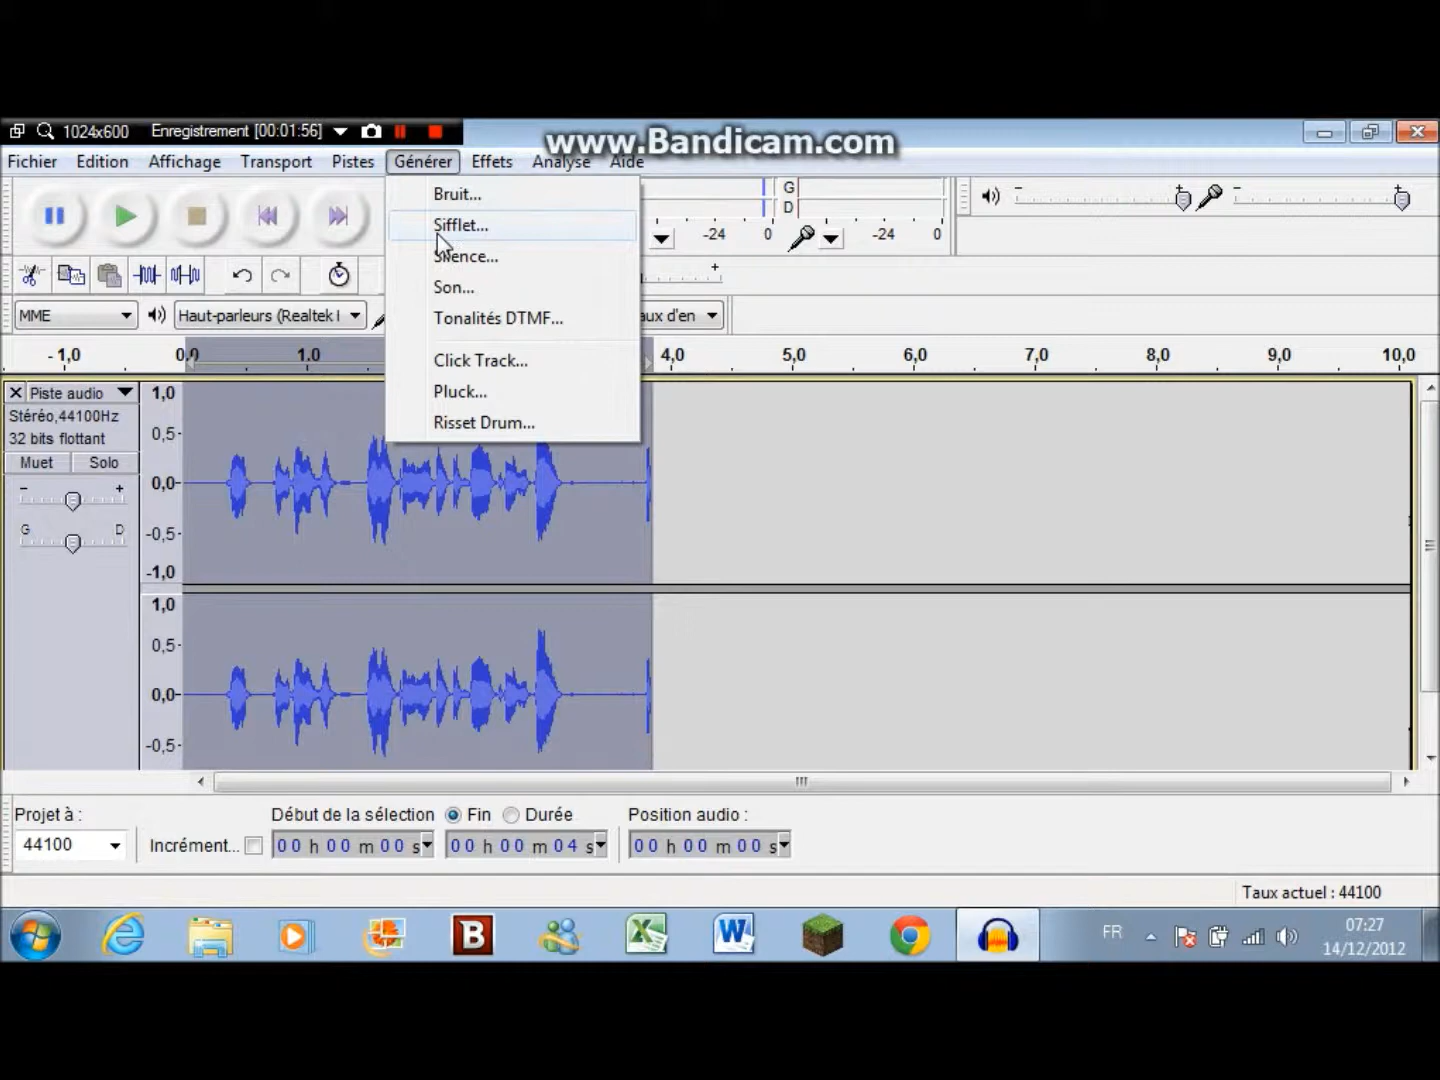 1024x600 Enregistrement [00:01:56]
www.Bandicam.com
Fichier Edition Affichage Transport Pistes Générer Effets Analyse Aide
Bruit...
Sifflet...
Silence...
Son...
Tonalités DTMF...
Click Track...
Pluck...
Risset Drum...
G
D
-24 0 -24 0
- +
- +
+
MME Haut-parleurs (Realtek aux d'en
- 1,0 0,0 1,0 4,0 5,0 6,0 7,0 8,0 9,0 10,0
Piste audio
Stéréo,44100Hz
32 bits flottant
Muet Solo
- +
G D
1,0
0,5-
0,0-
-0,5-
-1,0
1,0
0,5-
0,0-
-0,5-
Projet à :
44100
Incrément...
Début de la sélection Fin Durée
00 h 00 m 00 s 00 h 00 m 04 s
Position audio :
00 h 00 m 00 s
Taux actuel : 44100
B
FR
07:27
14/12/2012